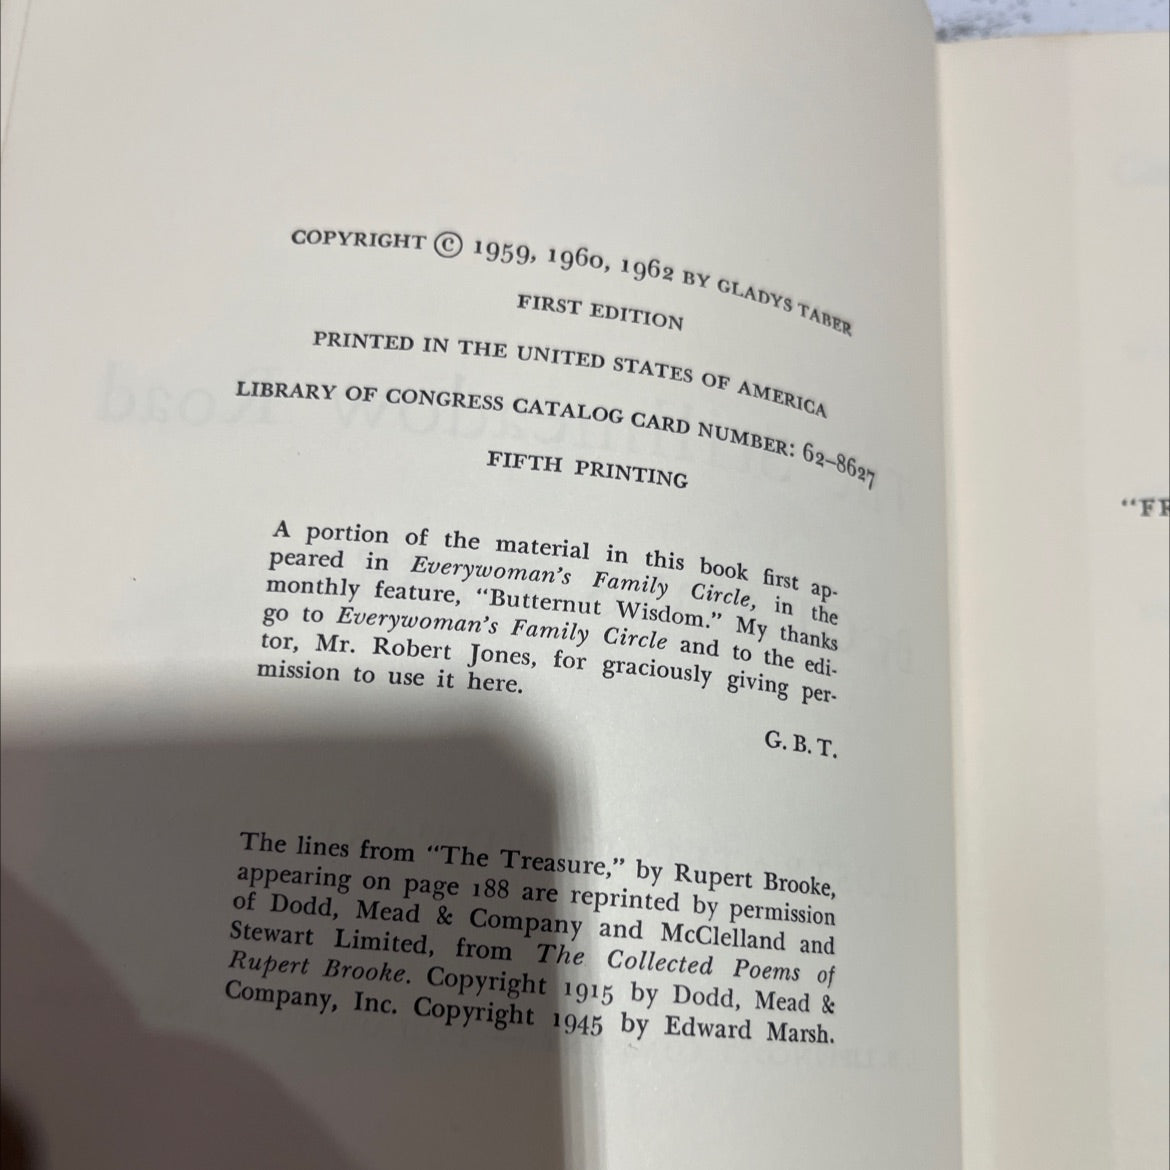 COPYRIGHT © 1959, 1960, 1962 BY GLADYS TABER
FIRST EDITION
PRINTED IN THE UNITED STATES OF AMERICA
LIBRARY OF CONGRESS CATALOG CARD NUMBER: 62–8627
FIFTH PRINTING
A portion of the material in this book first ap-
peared in Everywoman's Family Circle, in the
monthly feature, “Butternut Wisdom.” My thanks
go to Everywoman's Family Circle and to the edi-
tor, Mr. Robert Jones, for graciously giving per-
mission to use it here.
G. B. T.
The lines from “The Treasure,” by Rupert Brooke,
appearing on page 188 are reprinted by permission
of Dodd, Mead & Company and McClelland and
Stewart Limited, from The Collected Poems of
Rupert Brooke. Copyright 1915 by Dodd, Mead &
Company, Inc. Copyright 1945 by Edward Marsh.